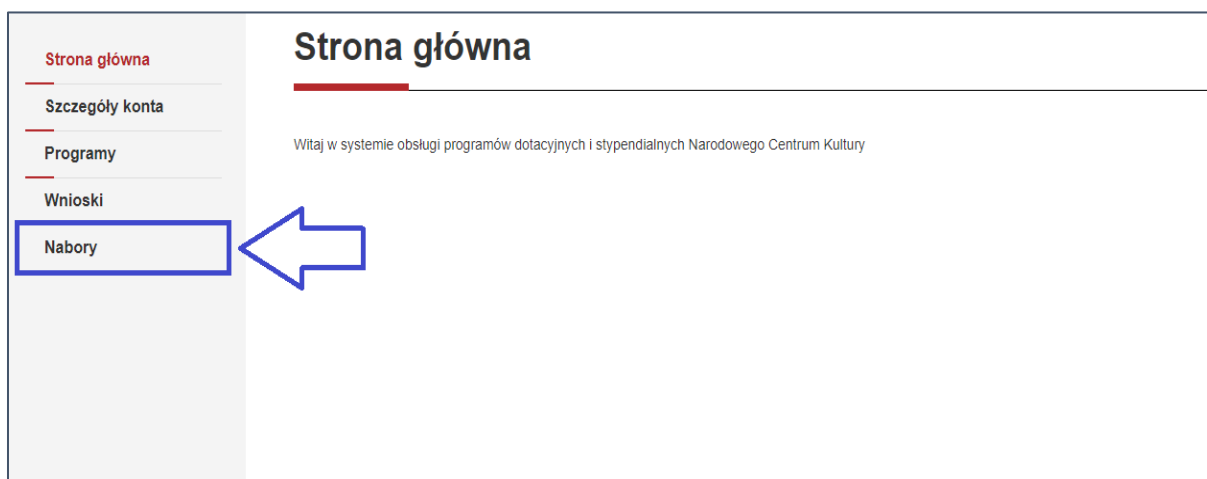 Strona główna
Szczegóły konta
Programy
Wnioski
Nabory
Strona główna
Witaj w systemie obsługi programów dotacyjnych i stypendialnych Narodowego Centrum Kultury